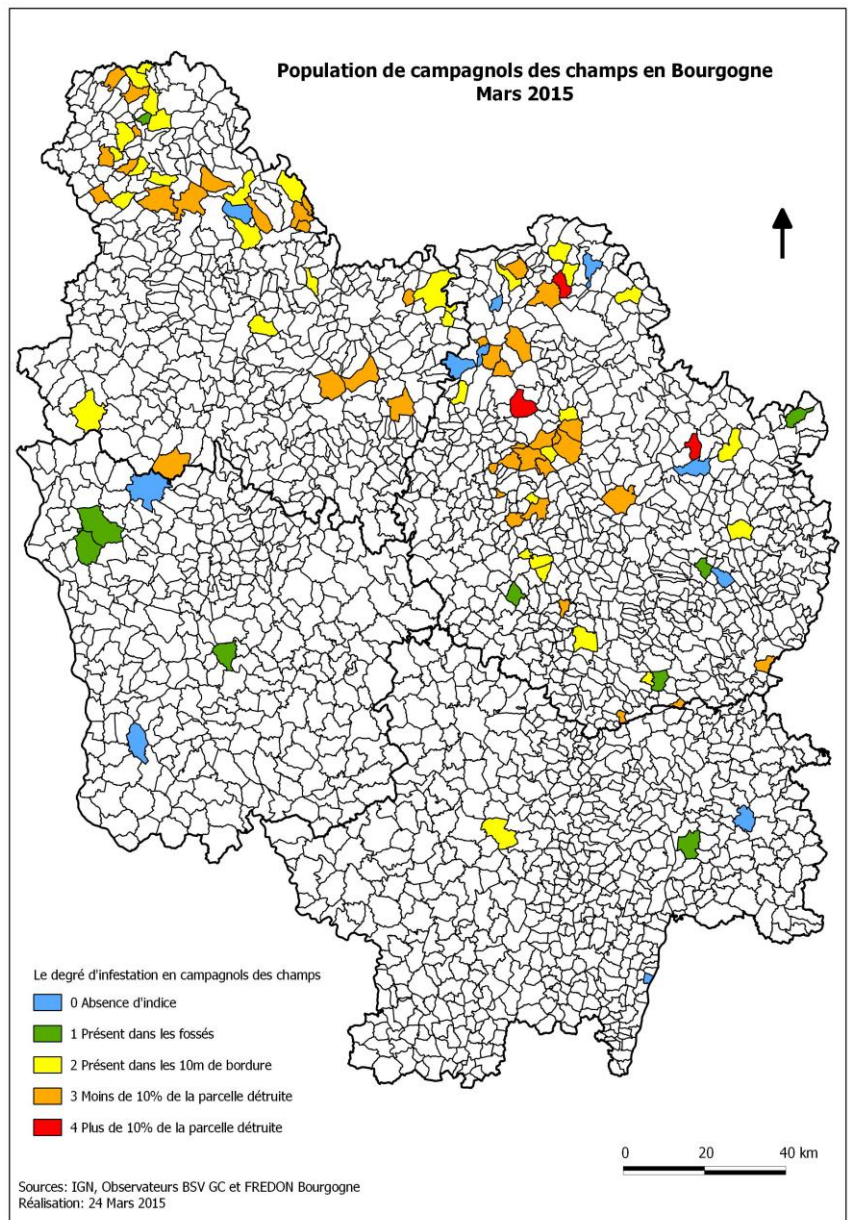 Population de campagnols des champs en Bourgogne
Mars 2015
Le degré d'infestation en campagnols des champs
0 Absence d'indice
1 Présent dans les fossés
2 Présent dans les 10m de bordure
3 Moins de 10% de la parcelle détruite
4 Plus de 10% de la parcelle détruite
0 20 40 km
Sources: IGN, Observateurs BSV GC et FREDON Bourgogne
Réalisation: 24 Mars 2015